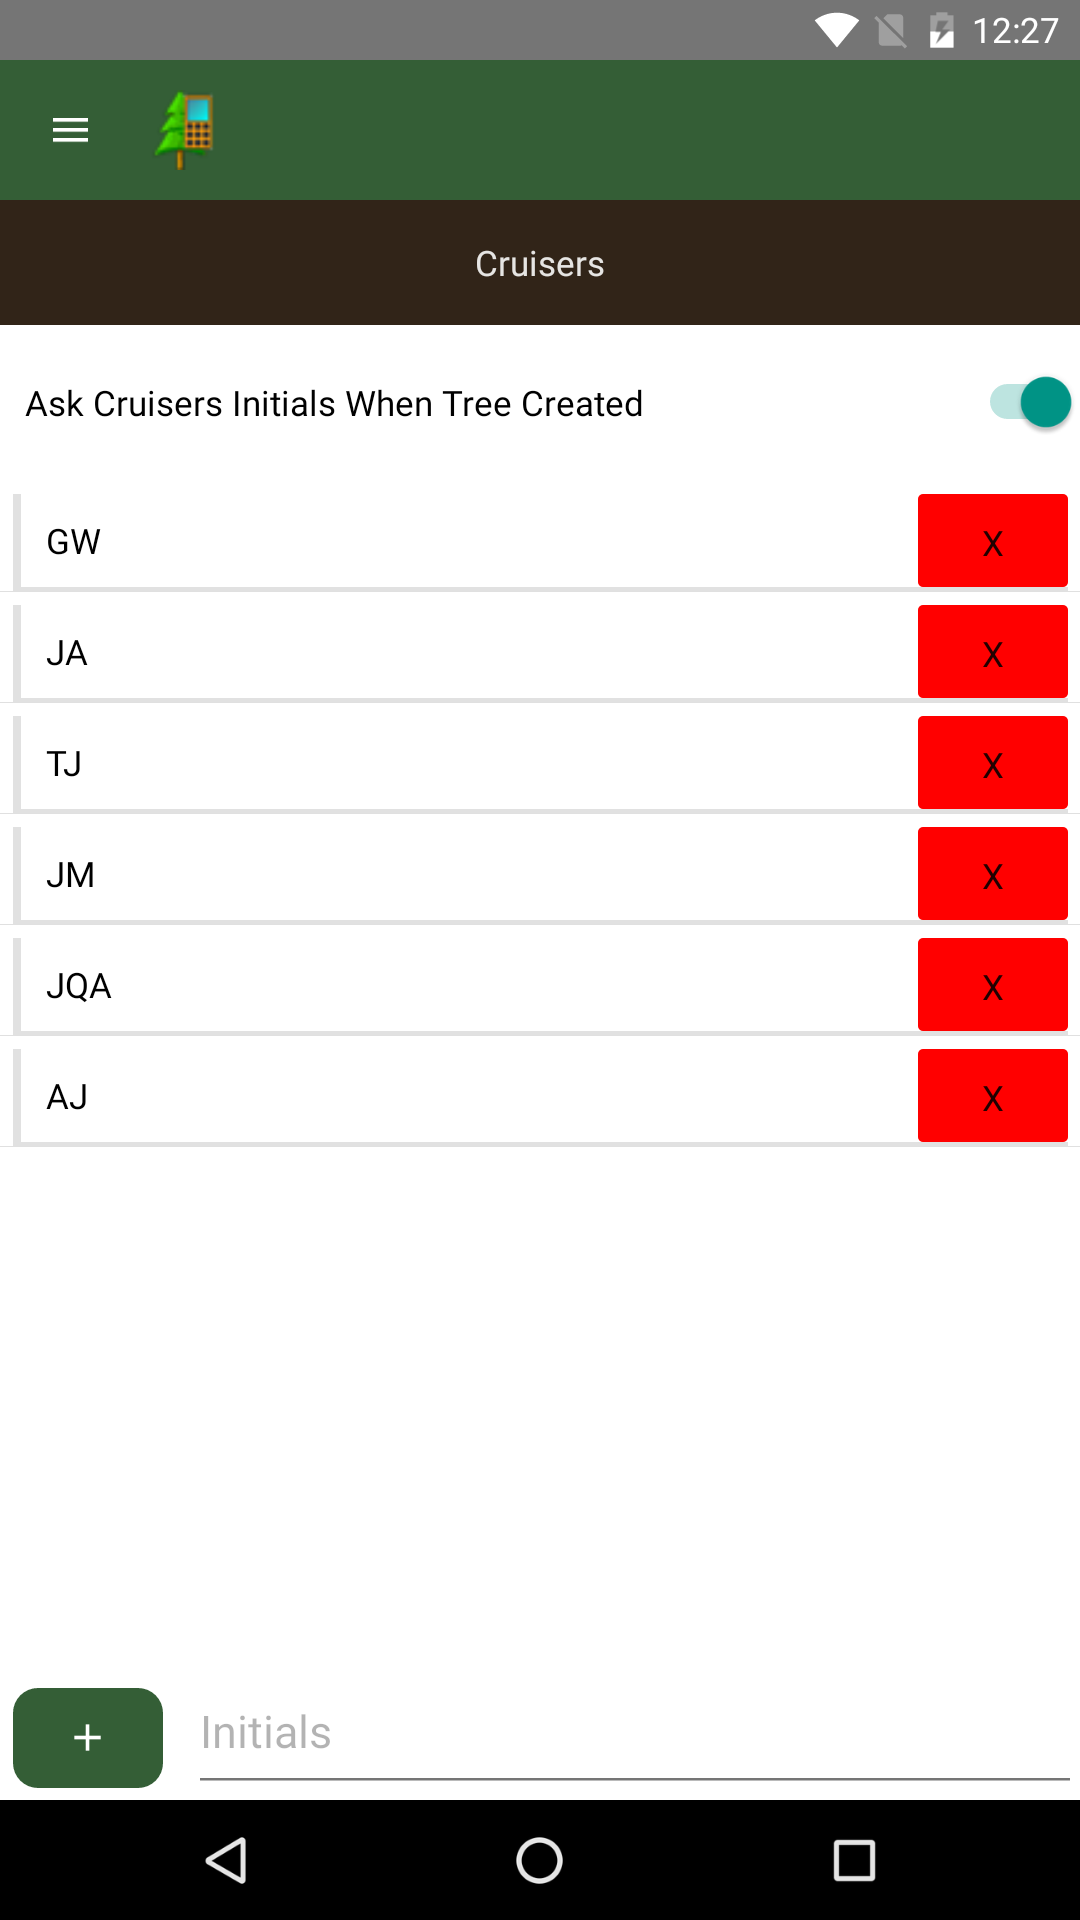 12:27
Cruisers
Ask Cruisers Initials When Tree Created
GW X
JA X
TJ X
JM X
JQA X
AJ X
+ Initials